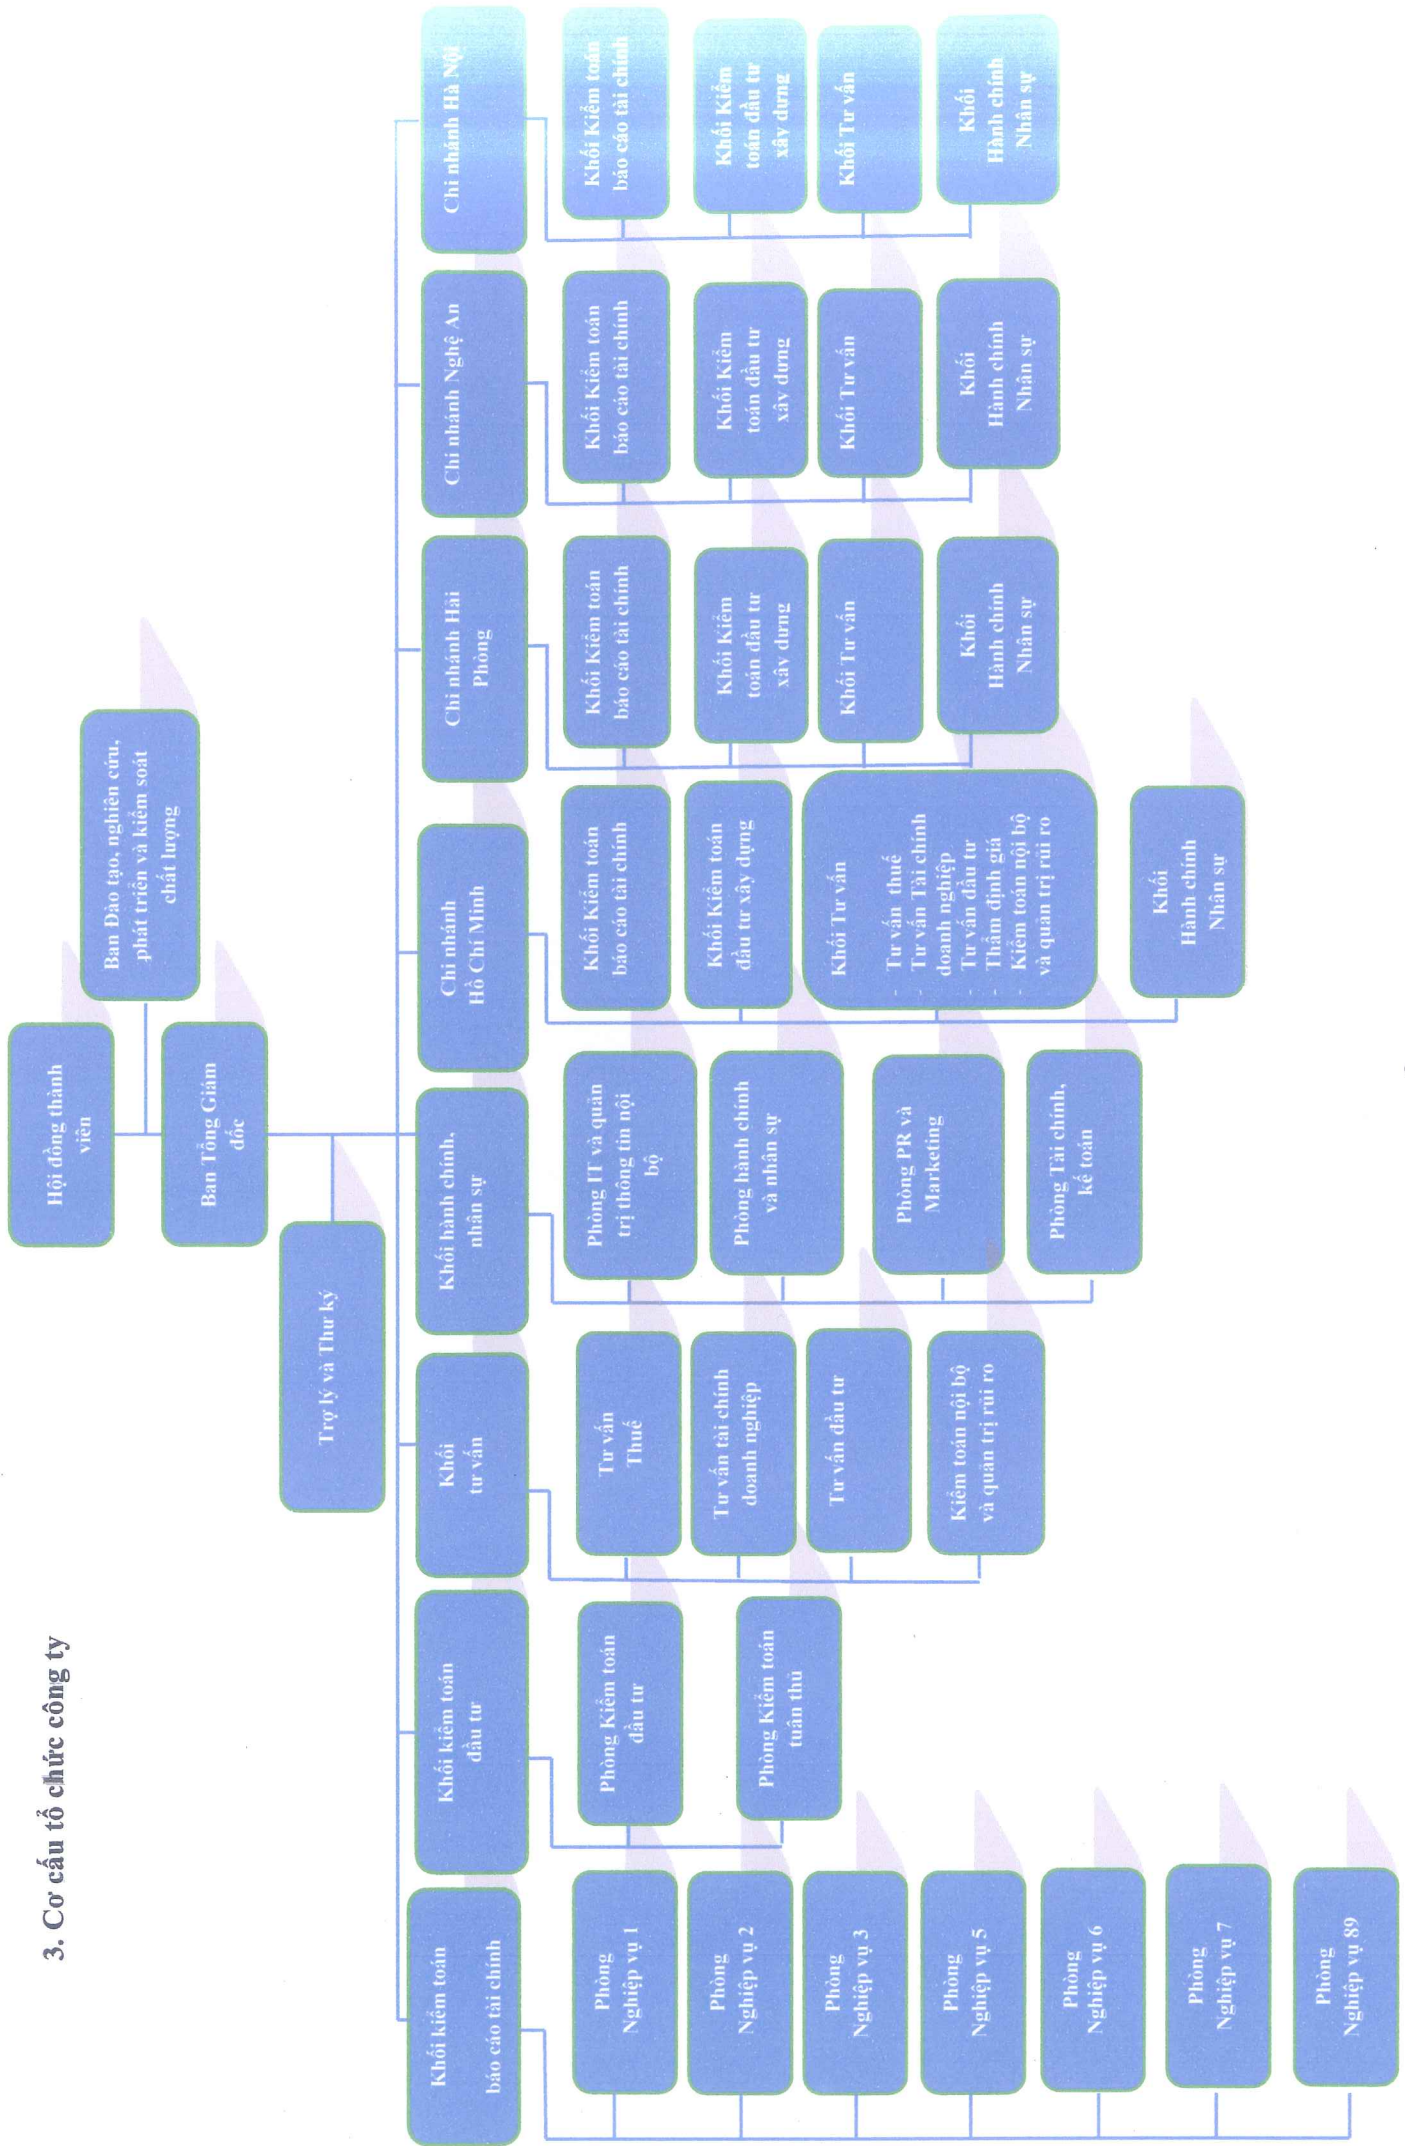 3. Cơ cấu tổ chức công ty
Hội đồng thành
viên
Ban Đào tạo, nghiên cứu,
phát triển và kiểm soát
chất lượng
Ban Tổng Giám
đốc
Trợ lý và Thư ký
Khối kiểm toán
báo cáo tài chính
Phòng
Nghiệp vụ 1
Phòng
Nghiệp vụ 2
Phòng
Nghiệp vụ 3
Phòng
Nghiệp vụ 5
Phòng
Nghiệp vụ 6
Phòng
Nghiệp vụ 7
Phòng
Nghiệp vụ 89
Khối kiểm toán
đầu tư
Phòng Kiểm toán
đầu tư
Phòng Kiểm toán
tuân thủ
Khối
tư vấn
Tư vấn
Thuế
Tư vấn tài chính
doanh nghiệp
Tư vấn đầu tư
Kiểm toán nội bộ
và quản trị rủi ro
Khối hành chính,
nhân sự
Phòng IT và quản
trị thông tin nội
bộ
Phòng hành chính
và nhân sự
Phòng PR và
Marketing
Phòng Tài chính,
kế toán
Chi nhánh
Hồ Chí Minh
Khối Kiểm toán
báo cáo tài chính
Khối Kiểm toán
đầu tư xây dựng
Khối Tư vấn
- Tư vấn thuế
- Tư vấn Tài chính
doanh nghiệp
- Tư vấn đầu tư
- Thẩm định giá
- Kiểm toán nội bộ
và quản trị rủi ro
Khối
Hành chính
Nhân sự
Chi nhánh Hải
Phòng
Khối Kiểm toán
báo cáo tài chính
Khối Kiểm
toán đầu tư
xây dựng
Khối Tư vấn
Khối
Hành chính
Nhân sự
Chi nhánh Nghệ An
Khối Kiểm toán
báo cáo tài chính
Khối Kiểm
toán đầu tư
xây dựng
Khối Tư vấn
Khối
Hành chính
Nhân sự
Chi nhánh Hà Nội
Khối Kiểm toán
báo cáo tài chính
Khối Kiểm
toán đầu tư
xây dựng
Khối Tư vấn
Khối
Hành chính
Nhân sự